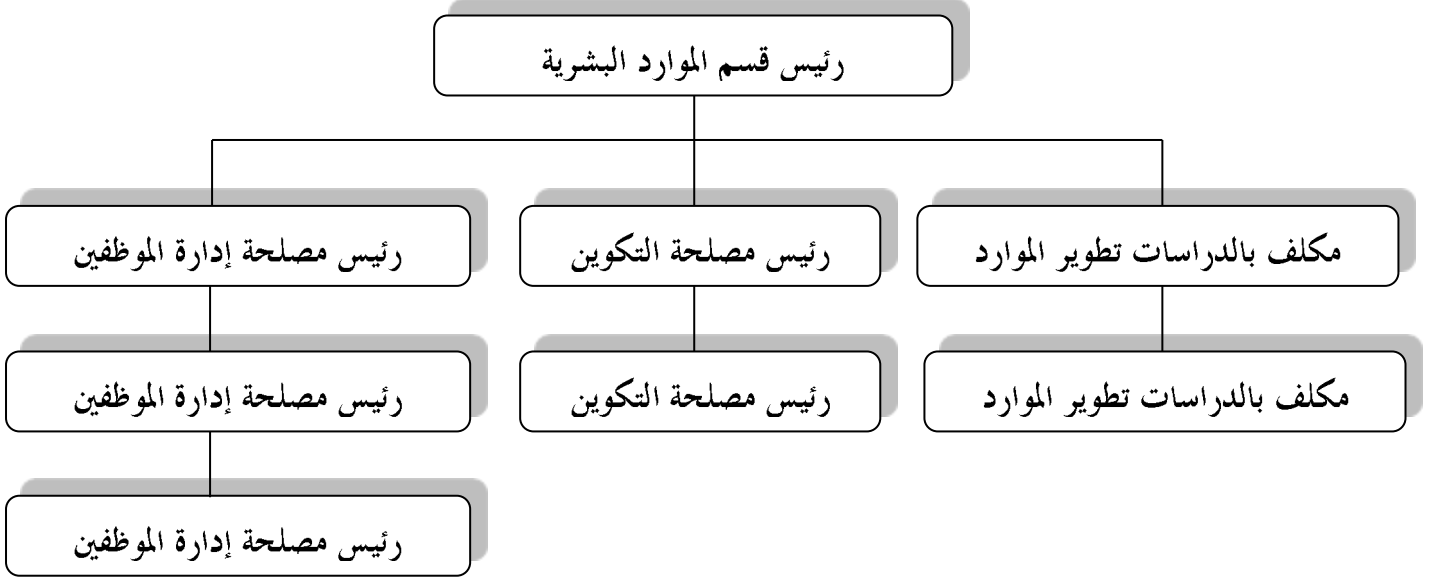 رئيس قسم الموارد البشرية
مكلف بالدراسات تطوير الموارد
رئيس مصلحة التكوين
رئيس مصلحة إدارة الموظفين
مكلف بالدراسات تطوير الموارد
رئيس مصلحة التكوين
رئيس مصلحة إدارة الموظفين
رئيس مصلحة إدارة الموظفين